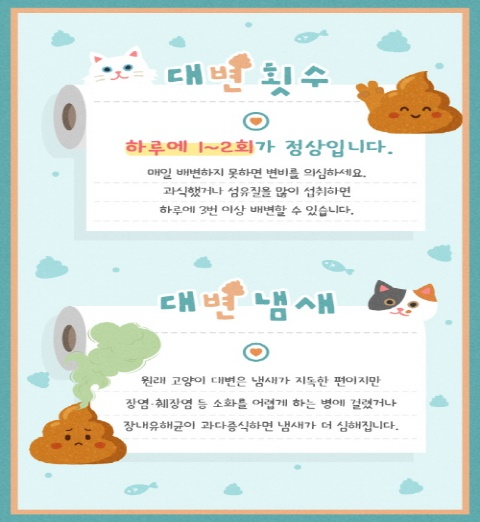 대변 횟수
하루에 1~2회가 정상입니다.
매일 배변하지 못하면 변비를 의심하세요.
과식했거나 섬유질을 많이 섭취하면
하루에 3번 이상 배변할 수 있습니다.
대변 냄새
원래 고양이 대변은 냄새가 지독한 편이지만
장염·췌장염 등 소화를 어렵게 하는 병에 걸렸거나
장내유해균이 과다증식하면 냄새가 더 심해집니다.